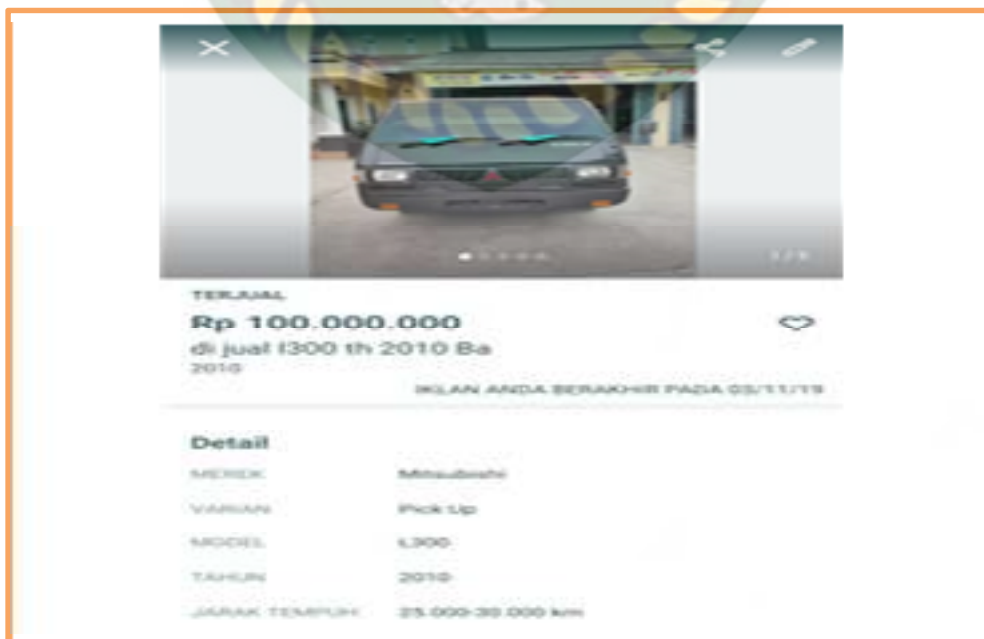 TERJUAL
Rp 100.000.000
di jual l300 th 2010 Ba
2010
IKLAN ANDA BERAKHIR PADA 03/11/19
Detail
MEREK Mitsubishi
VARIAN Pick Up
MODEL L300
TAHUN 2010
JARAK TEMPUH 25.000-30.000 km